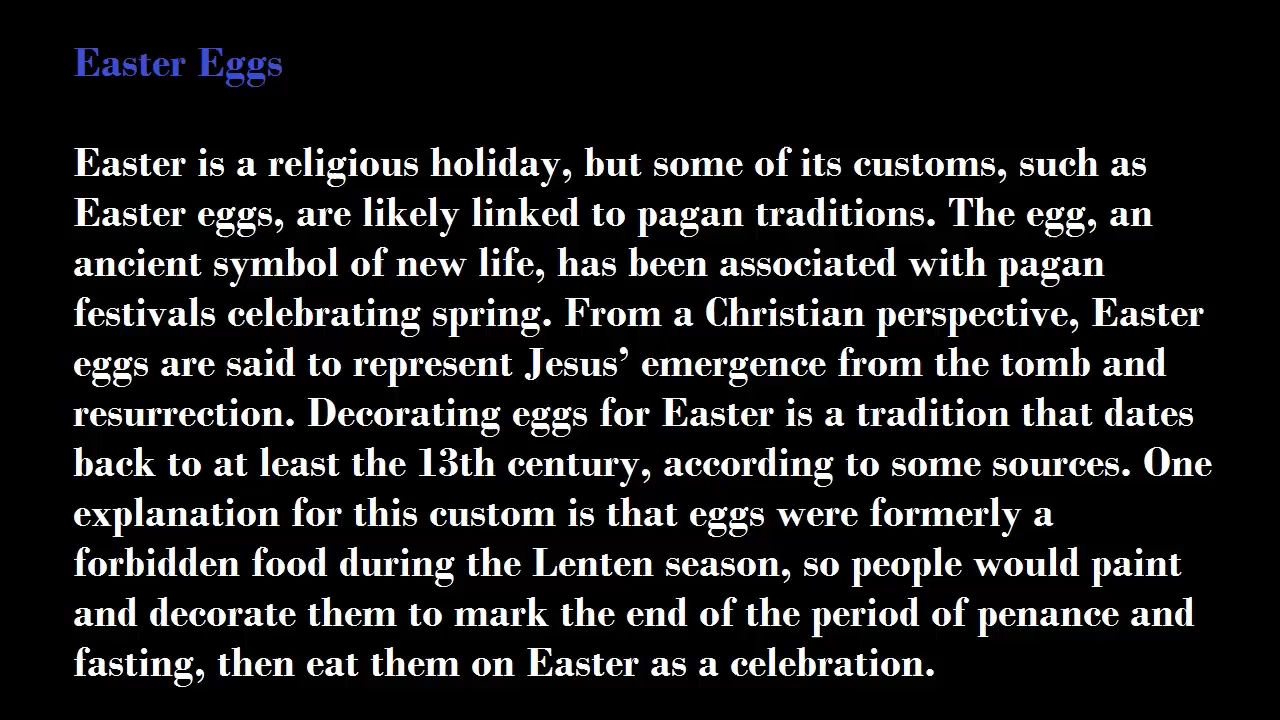 Easter Eggs
Easter is a religious holiday, but some of its customs, such as
Easter eggs, are likely linked to pagan traditions. The egg, an
ancient symbol of new life, has been associated with pagan
festivals celebrating spring. From a Christian perspective, Easter
eggs are said to represent Jesus’ emergence from the tomb and
resurrection. Decorating eggs for Easter is a tradition that dates
back to at least the 13th century, according to some sources. One
explanation for this custom is that eggs were formerly a
forbidden food during the Lenten season, so people would paint
and decorate them to mark the end of the period of penance and
fasting, then eat them on Easter as a celebration.